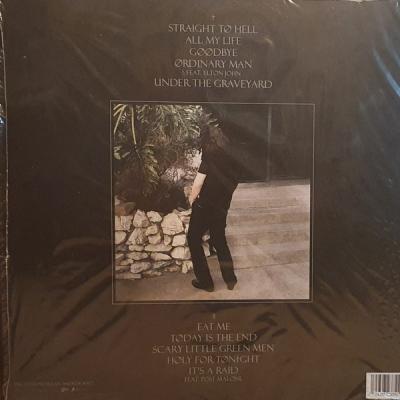 †
STRAIGHT TO HELL
ALL MY LIFE
GOODBYE
ØRDINARY MAN
FEAT. ELTON JOHN
UNDER THE GRAVEYARD
EAT ME
TODAY IS THE END
SCARY LITTLE GREEN MEN
HOLY FOR TONIGHT
IT'S A RAID
FEAT. POST MALONE